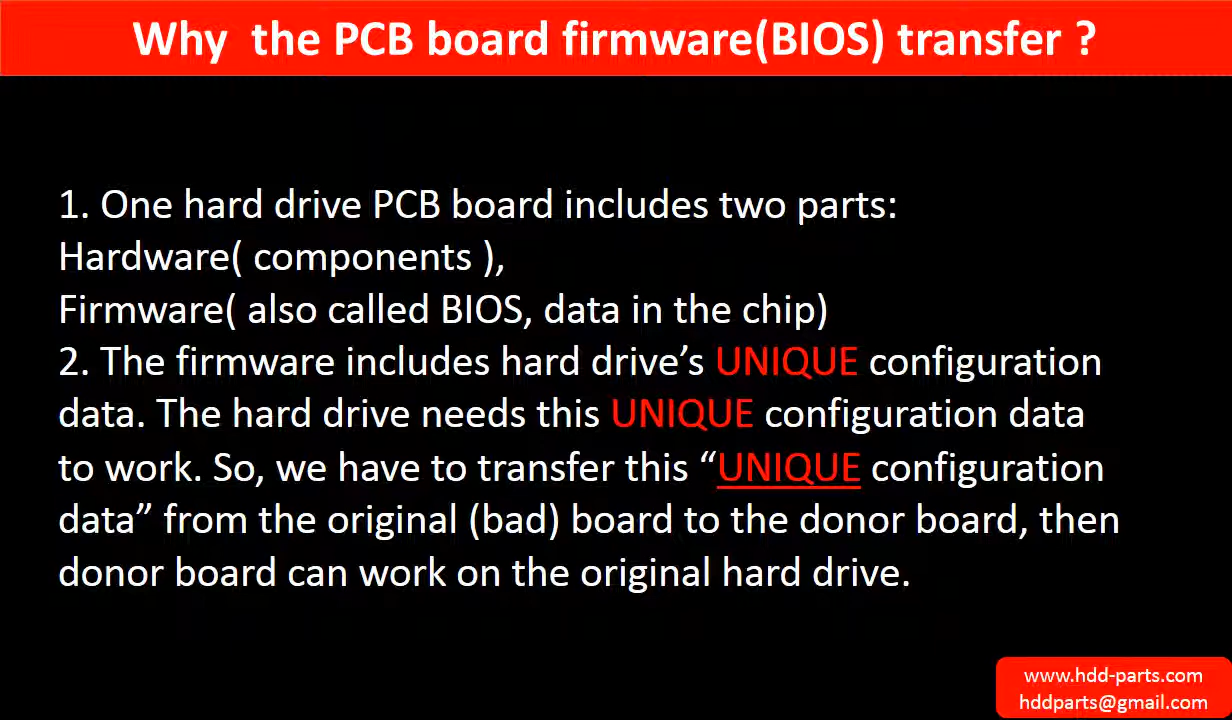 Why  the PCB board firmware(BIOS) transfer ?
1. One hard drive PCB board includes two parts:
Hardware( components ),
Firmware( also called BIOS, data in the chip)
2. The firmware includes hard drive’s UNIQUE configuration
data. The hard drive needs this UNIQUE configuration data
to work. So, we have to transfer this “UNIQUE configuration
data” from the original (bad) board to the donor board, then
donor board can work on the original hard drive.
www.hdd-parts.com
hddparts@gmail.com